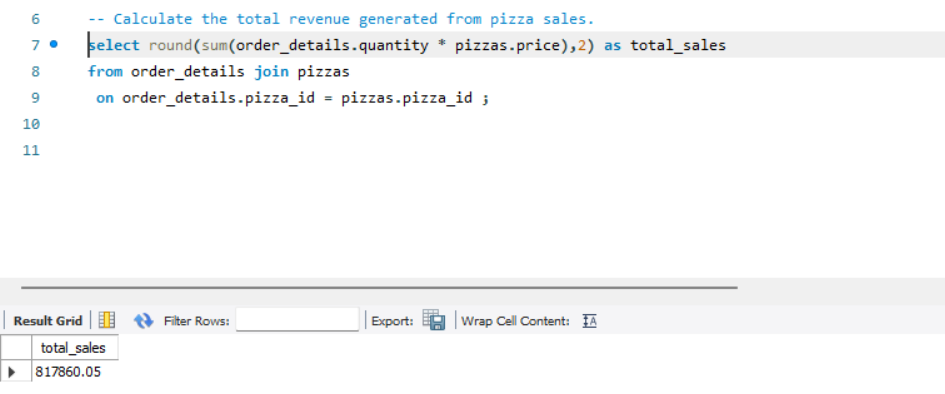 6 -- Calculate the total revenue generated from pizza sales.
7 select round(sum(order_details.quantity * pizzas.price),2) as total_sales
8 from order_details join pizzas
9 on order_details.pizza_id = pizzas.pizza_id ;
10
11
Result Grid Filter Rows: Export: Wrap Cell Content: IA
total_sales
817860.05